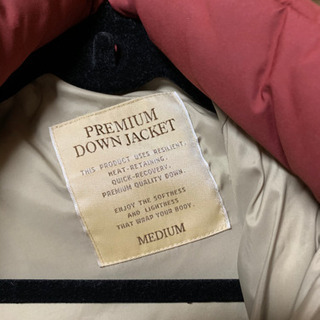 PREMIUM
DOWN JACKET
THIS PRODUCT USES RESILIENT,
HEAT-RETAINING,
QUICK-RECOVERY,
PREMIUM QUALITY DOWN.
ENJOY THE SOFTNESS
AND LIGHTNESS
THAT WRAP YOUR BODY.
MEDIUM